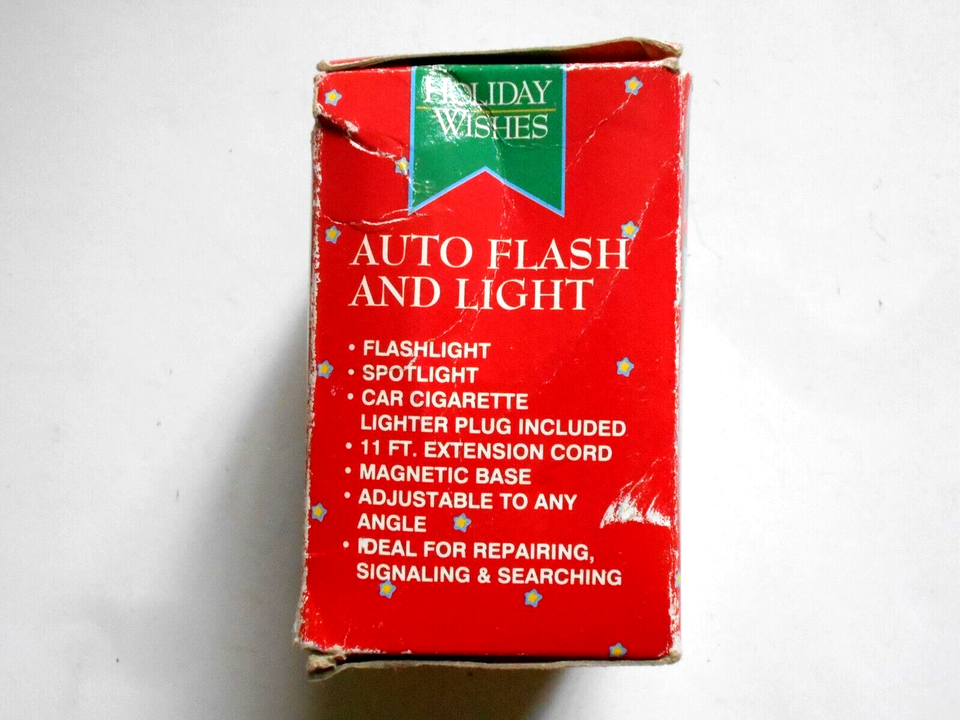 HOLIDAY
WISHES
AUTO FLASH
AND LIGHT
• FLASHLIGHT
• SPOTLIGHT
• CAR CIGARETTE
LIGHTER PLUG INCLUDED
• 11 FT. EXTENSION CORD
• MAGNETIC BASE
• ADJUSTABLE TO ANY
ANGLE
• IDEAL FOR REPAIRING,
SIGNALING & SEARCHING